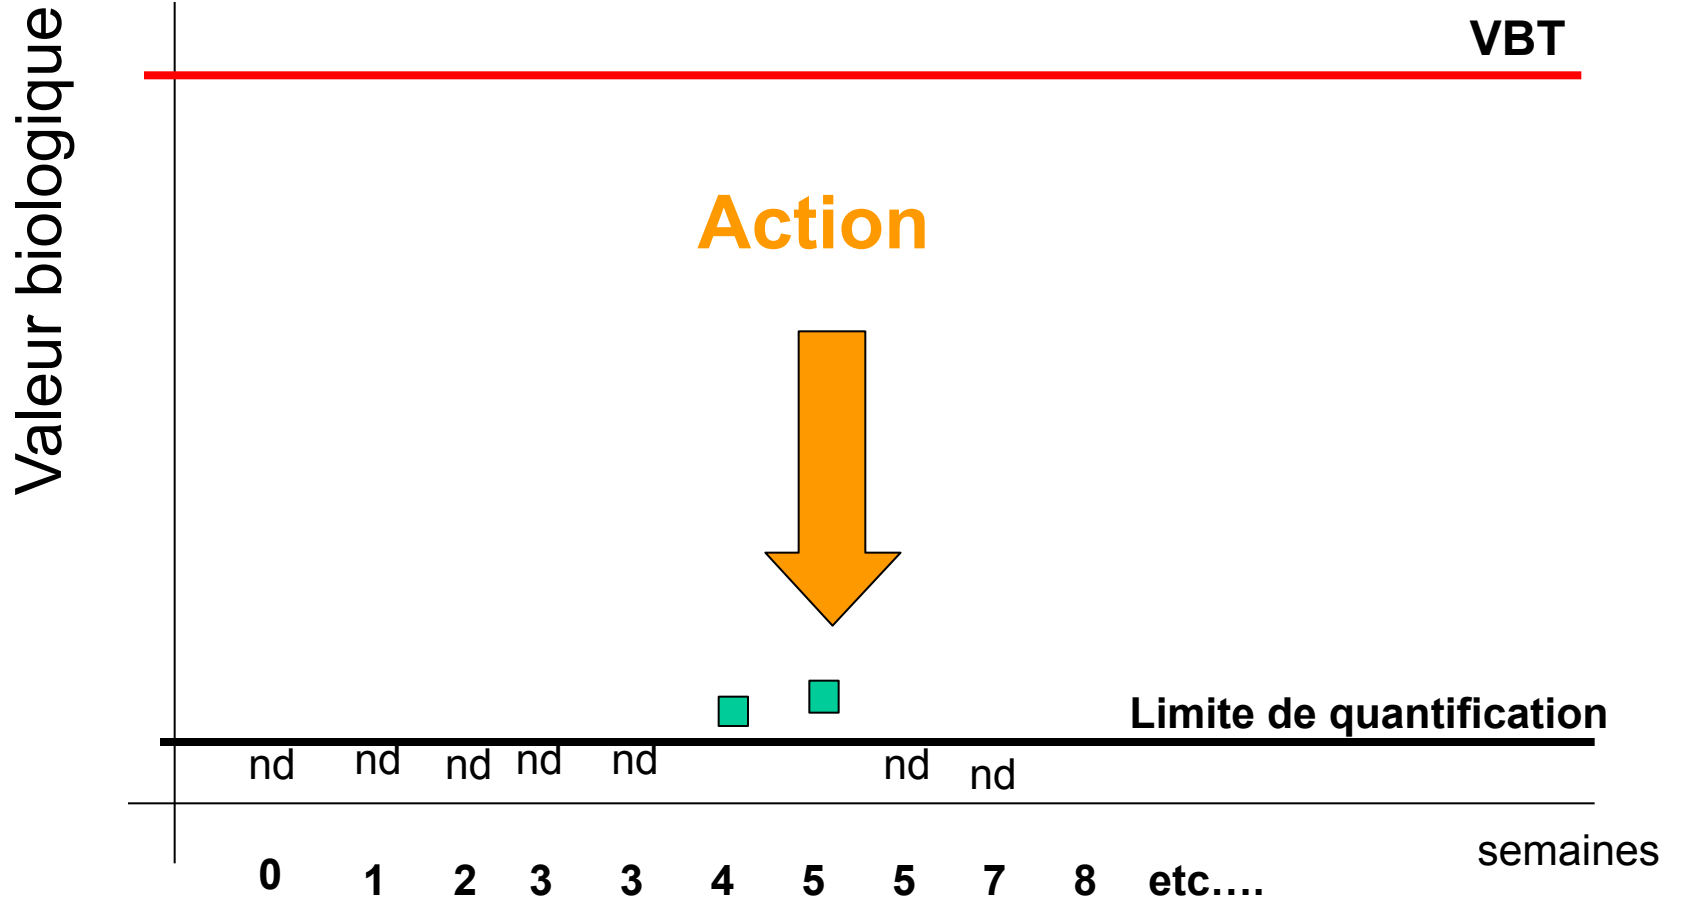 VBT
Valeur biologique
Action
Limite de quantification
nd nd nd nd nd nd nd
semaines
0 1 2 3 3 4 5 5 7 8 etc....